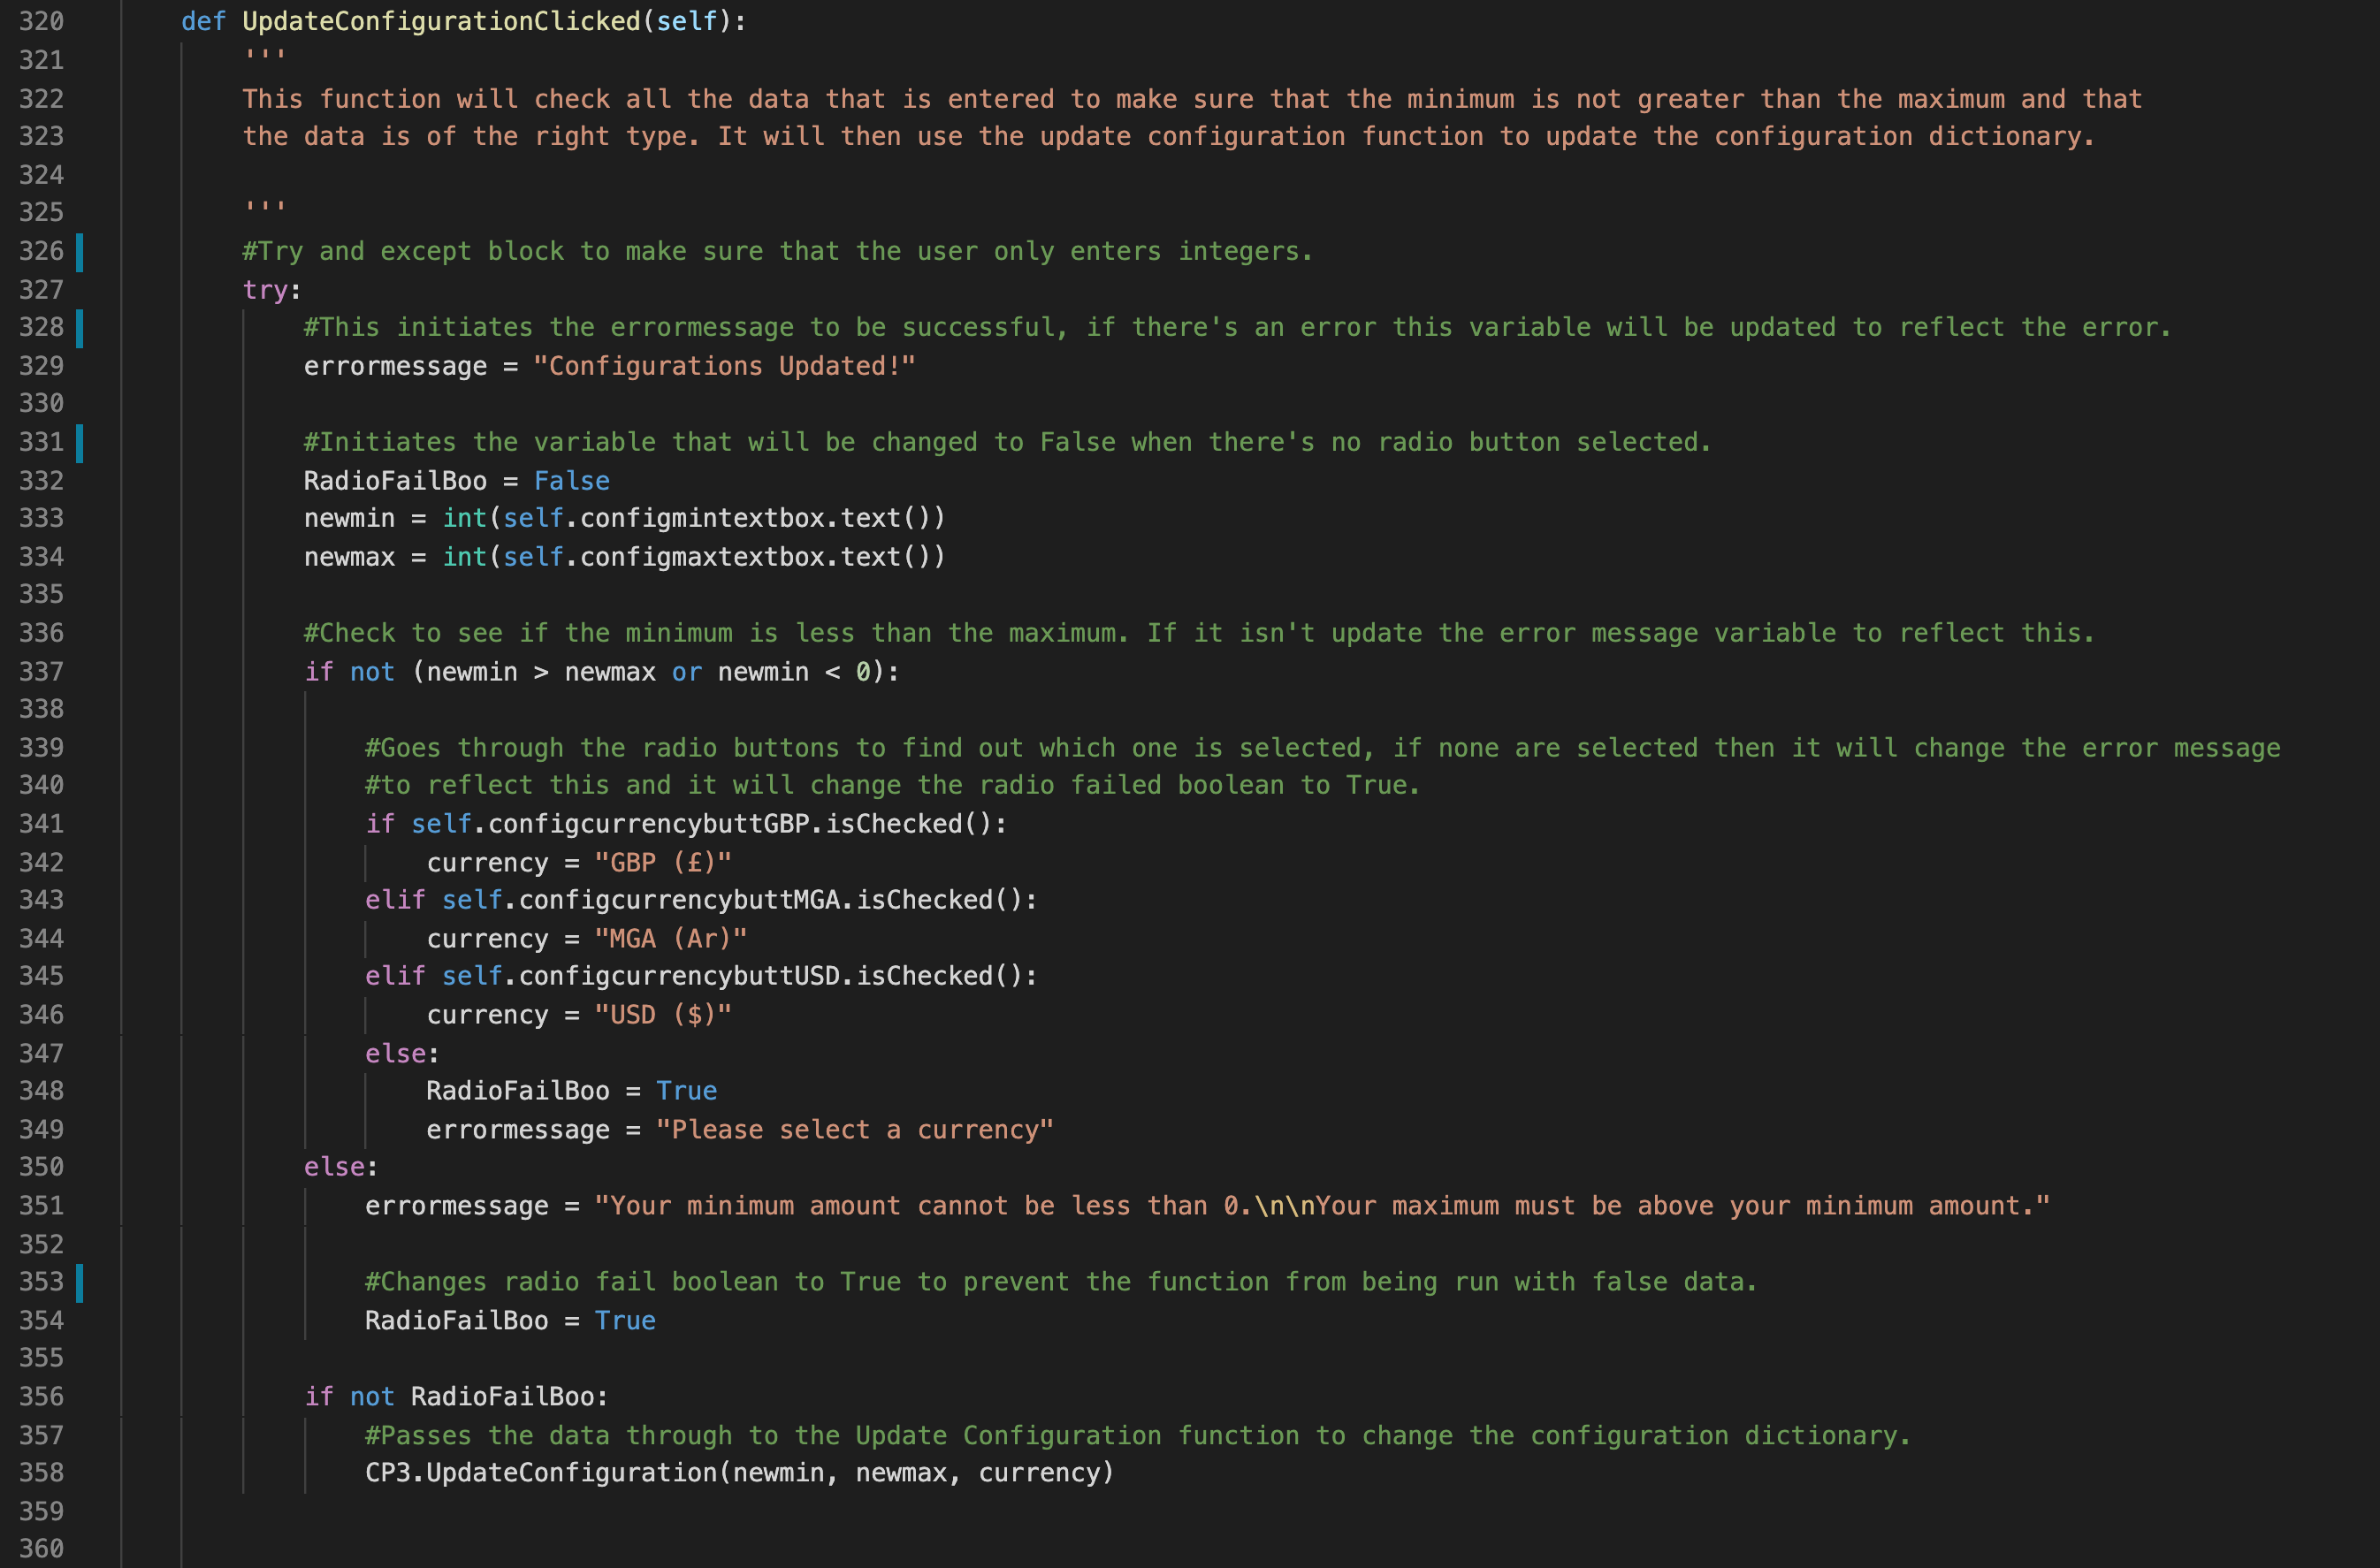 320 def UpdateConfigurationClicked(self):
321 '''
322 This function will check all the data that is entered to make sure that the minimum is not greater than the maximum and that
323 the data is of the right type. It will then use the update configuration function to update the configuration dictionary.
324
325 '''
326 #Try and except block to make sure that the user only enters integers.
327 try:
328 #This initiates the errormessage to be successful, if there's an error this variable will be updated to reflect the error.
329 errormessage = "Configurations Updated!"
330
331 #Initiates the variable that will be changed to False when there's no radio button selected.
332 RadioFailBoo = False
333 newmin = int(self.configmintextbox.text())
334 newmax = int(self.configmaxtextbox.text())
335
336 #Check to see if the minimum is less than the maximum. If it isn't update the error message variable to reflect this.
337 if not (newmin > newmax or newmin < 0):
338
339 #Goes through the radio buttons to find out which one is selected, if none are selected then it will change the error message
340 #to reflect this and it will change the radio failed boolean to True.
341 if self.configcurrencybuttGBP.isChecked():
342 currency = "GBP (£)"
343 elif self.configcurrencybuttMGA.isChecked():
344 currency = "MGA (Ar)"
345 elif self.configcurrencybuttUSD.isChecked():
346 currency = "USD ($)"
347 else:
348 RadioFailBoo = True
349 errormessage = "Please select a currency"
350 else:
351 errormessage = "Your minimum amount cannot be less than 0.\n\nYour maximum must be above your minimum amount."
352
353 #Changes radio fail boolean to True to prevent the function from being run with false data.
354 RadioFailBoo = True
355
356 if not RadioFailBoo:
357 #Passes the data through to the Update Configuration function to change the configuration dictionary.
358 CP3.UpdateConfiguration(newmin, newmax, currency)
359
360